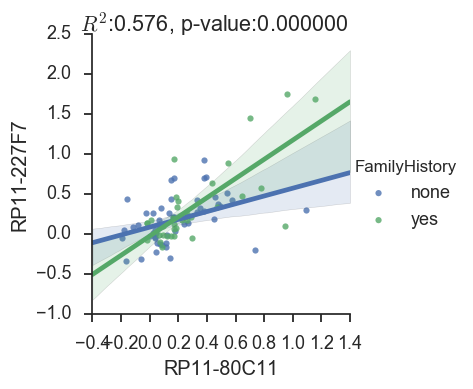 R²:0.576, p-value:0.000000
2.5
2.0
1.5
1.0
0.5
0.0
−0.5
−1.0
RP11-227F7
−0.4 −0.2 0.0 0.2 0.4 0.6 0.8 1.0 1.2 1.4
RP11-80C11
FamilyHistory
none
yes